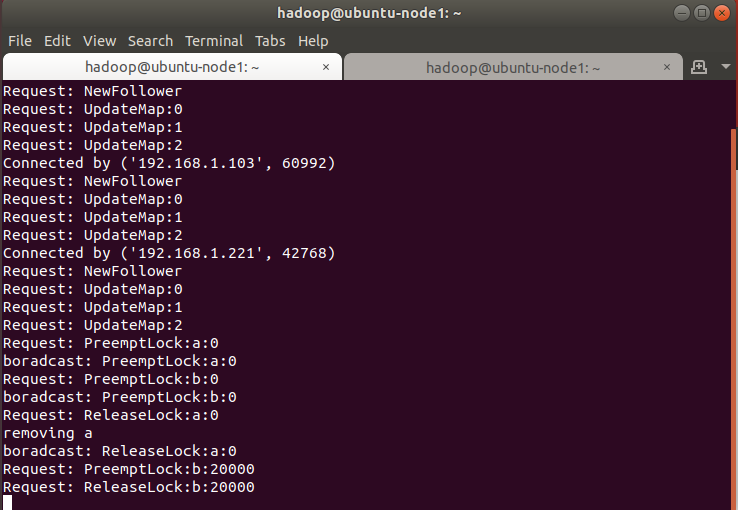 hadoop@ubuntu-node1: ~
File Edit View Search Terminal Tabs Help
hadoop@ubuntu-node1: ~ × hadoop@ubuntu-node1: ~ ×
Request: NewFollower
Request: UpdateMap:0
Request: UpdateMap:1
Request: UpdateMap:2
Connected by ('192.168.1.103', 60992)
Request: NewFollower
Request: UpdateMap:0
Request: UpdateMap:1
Request: UpdateMap:2
Connected by ('192.168.1.221', 42768)
Request: NewFollower
Request: UpdateMap:0
Request: UpdateMap:1
Request: UpdateMap:2
Request: PreemptLock:a:0
boradcast: PreemptLock:a:0
Request: PreemptLock:b:0
boradcast: PreemptLock:b:0
Request: ReleaseLock:a:0
removing a
boradcast: ReleaseLock:a:0
Request: PreemptLock:b:20000
Request: ReleaseLock:b:20000